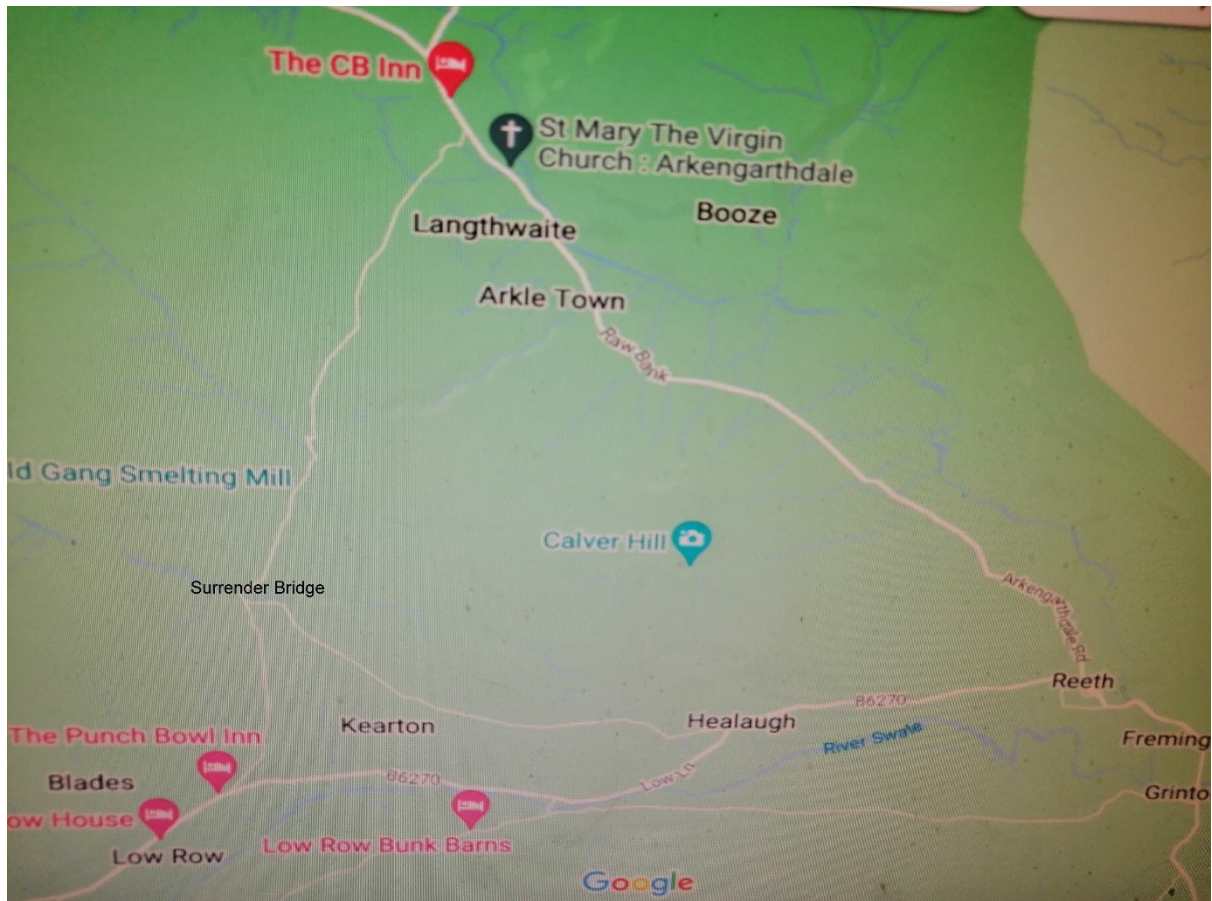 The CB Inn
St Mary The Virgin
Church : Arkengarthdale
Booze
Langthwaite
Arkle Town
Raw Bank
ld Gang Smelting Mill
Calver Hill
Surrender Bridge
Arkengarthdale Rd
Reeth
B6270
Kearton
Healaugh
River Swale
Freming
The Punch Bowl Inn
Blades
B6270
Low Ln
Grinto
ow House
Low Row Bunk Barns
Low Row
Google